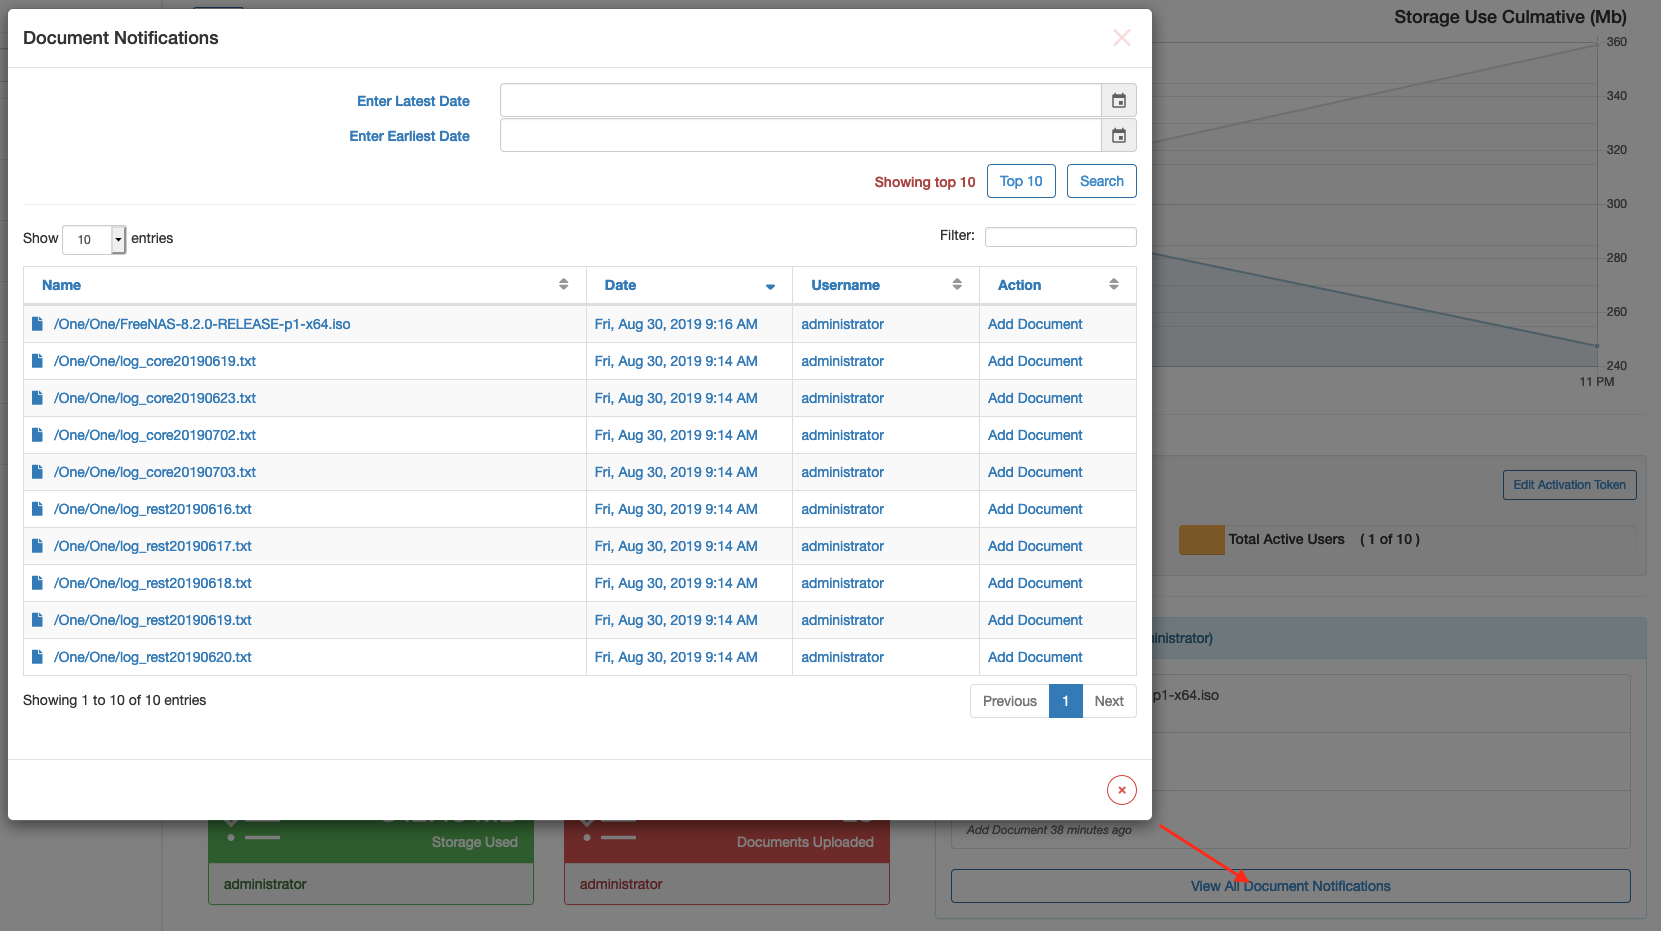 Document Notifications
Enter Latest Date
Enter Earliest Date
Showing top 10 Top 10 Search
Show 10 entries Filter:
Name Date Username Action
/One/One/FreeNAS-8.2.0-RELEASE-p1-x64.iso Fri, Aug 30, 2019 9:16 AM administrator Add Document
/One/One/log_core20190619.txt Fri, Aug 30, 2019 9:14 AM administrator Add Document
/One/One/log_core20190623.txt Fri, Aug 30, 2019 9:14 AM administrator Add Document
/One/One/log_core20190702.txt Fri, Aug 30, 2019 9:14 AM administrator Add Document
/One/One/log_core20190703.txt Fri, Aug 30, 2019 9:14 AM administrator Add Document
/One/One/log_rest20190616.txt Fri, Aug 30, 2019 9:14 AM administrator Add Document
/One/One/log_rest20190617.txt Fri, Aug 30, 2019 9:14 AM administrator Add Document
/One/One/log_rest20190618.txt Fri, Aug 30, 2019 9:14 AM administrator Add Document
/One/One/log_rest20190619.txt Fri, Aug 30, 2019 9:14 AM administrator Add Document
/One/One/log_rest20190620.txt Fri, Aug 30, 2019 9:14 AM administrator Add Document
Showing 1 to 10 of 10 entries Previous 1 Next
Storage Use Culmative (Mb)
360
340
320
300
280
260
240
11 PM
Edit Activation Token
Total Active Users ( 1 of 10 )
inistrator)
p1-x64.iso
Add Document 38 minutes ago
View All Document Notifications
Storage Used
administrator
Documents Uploaded
administrator